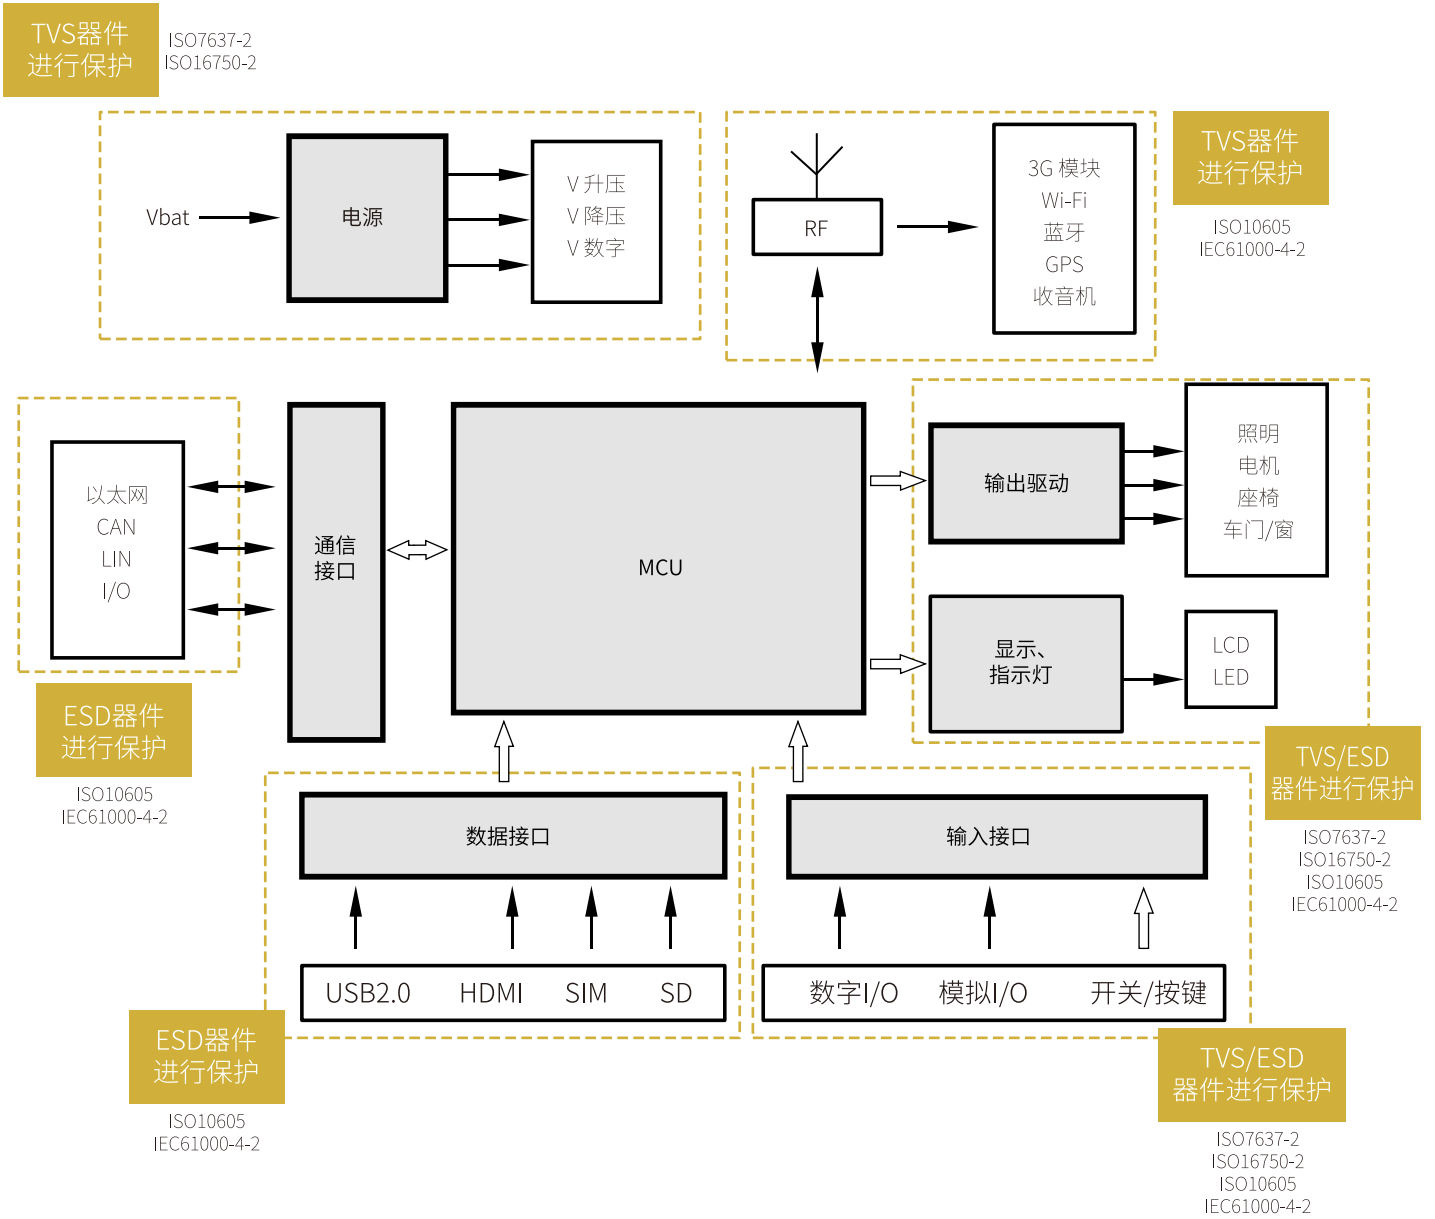 TVS器件
进行保护
ISO7637-2
ISO16750-2
Vbat
电源
V 升压
V 降压
V 数字
RF
3G 模块
Wi-Fi
蓝牙
GPS
收音机
TVS器件
进行保护
ISO10605
IEC61000-4-2
以太网
CAN
LIN
I/O
通信
接口
MCU
输出驱动
照明
电机
座椅
车门/窗
显示、
指示灯
LCD
LED
ESD器件
进行保护
ISO10605
IEC61000-4-2
TVS/ESD
器件进行保护
ISO7637-2
ISO16750-2
ISO10605
IEC61000-4-2
数据接口
USB2.0 HDMI SIM SD
输入接口
数字I/O 模拟I/O 开关/按键
ESD器件
进行保护
ISO10605
IEC61000-4-2
TVS/ESD
器件进行保护
ISO7637-2
ISO16750-2
ISO10605
IEC61000-4-2